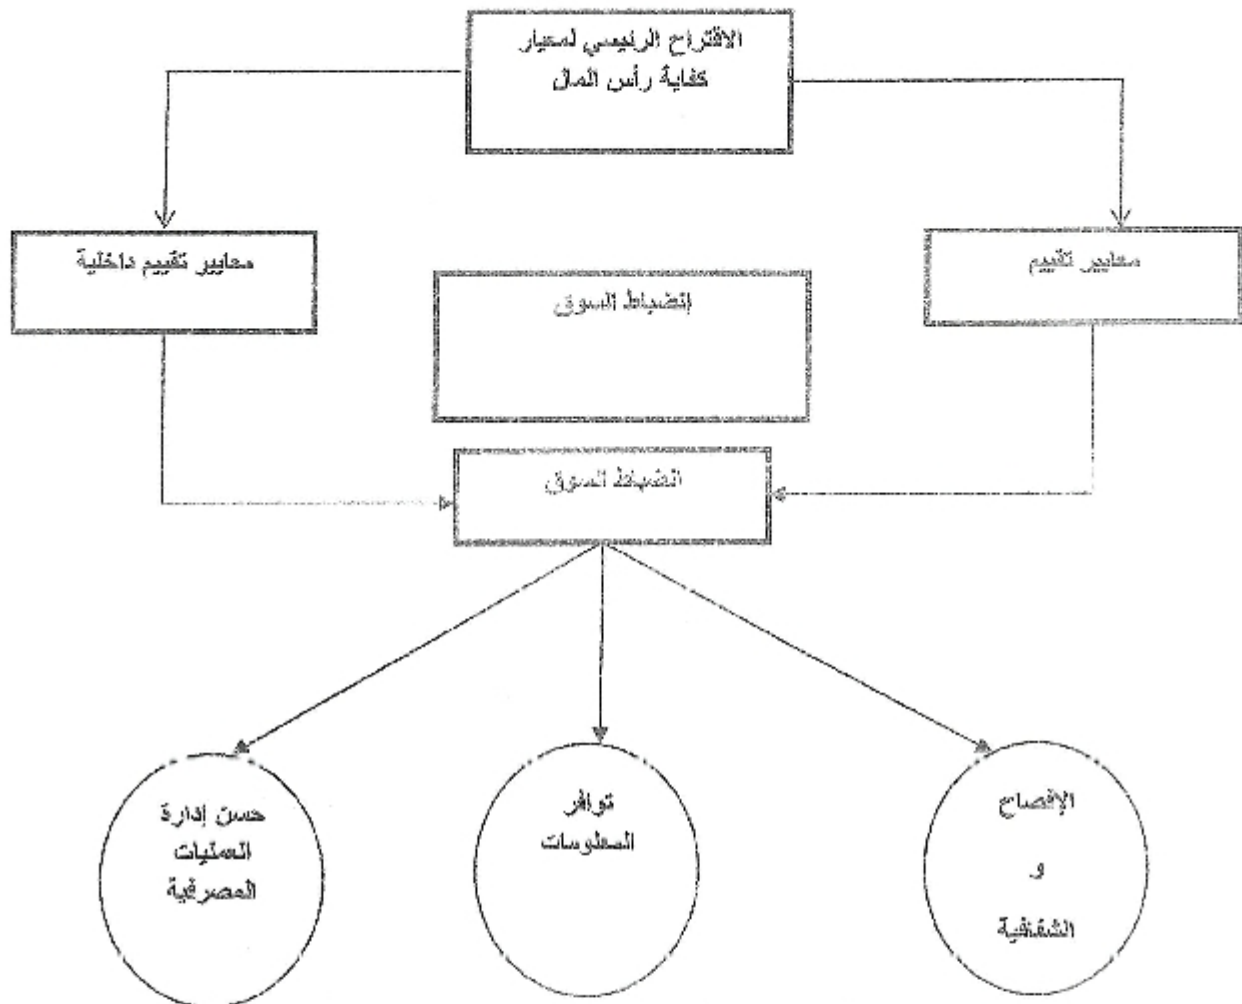 الاقتراح الرئيسي لمعيار
كفاية رأس المال
معايير تقييم
معايير تقييم داخلية
إنضباط السوق
انضباط السوق
الإفصاح
و
الشفافية
توافر
المعلومات
حسن إدارة
العمليات
المصرفية